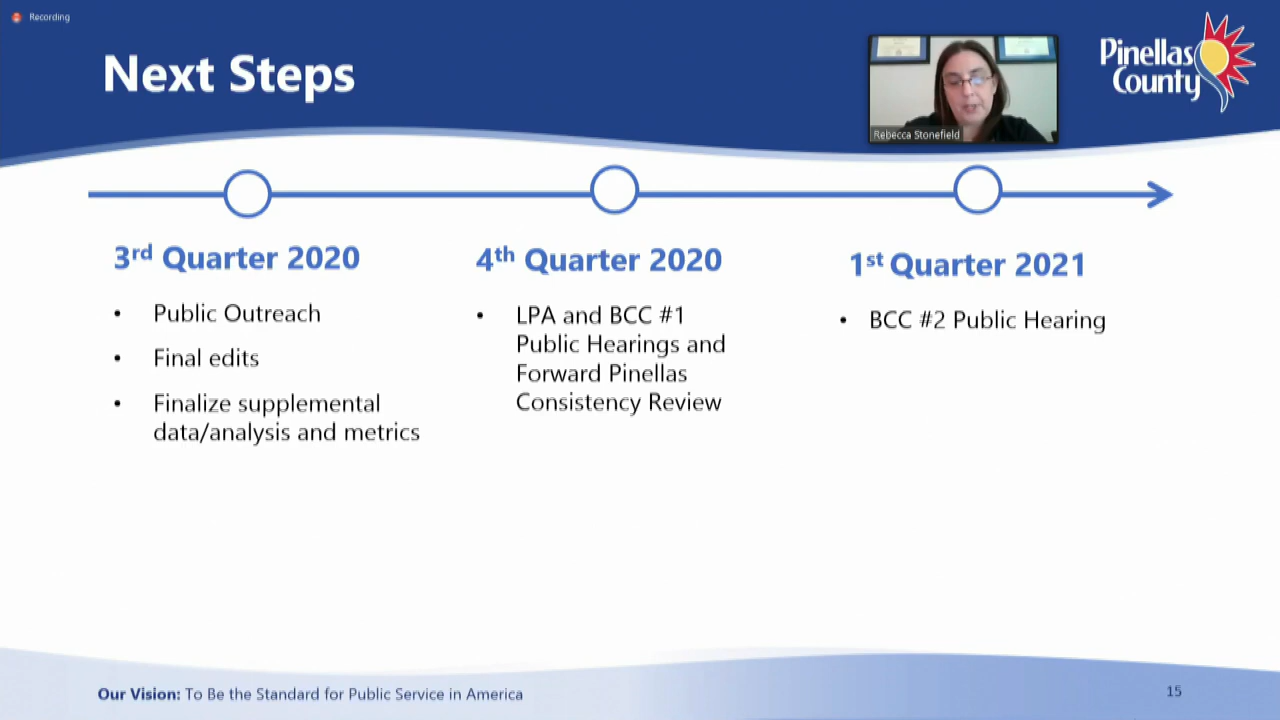 Recording
Next Steps
Pinellas
County
Rebecca Stonefield
3rd Quarter 2020
• Public Outreach
• Final edits
• Finalize supplemental
data/analysis and metrics
4th Quarter 2020
• LPA and BCC #1
Public Hearings and
Forward Pinellas
Consistency Review
1st Quarter 2021
• BCC #2 Public Hearing
Our Vision: To Be the Standard for Public Service in America
15